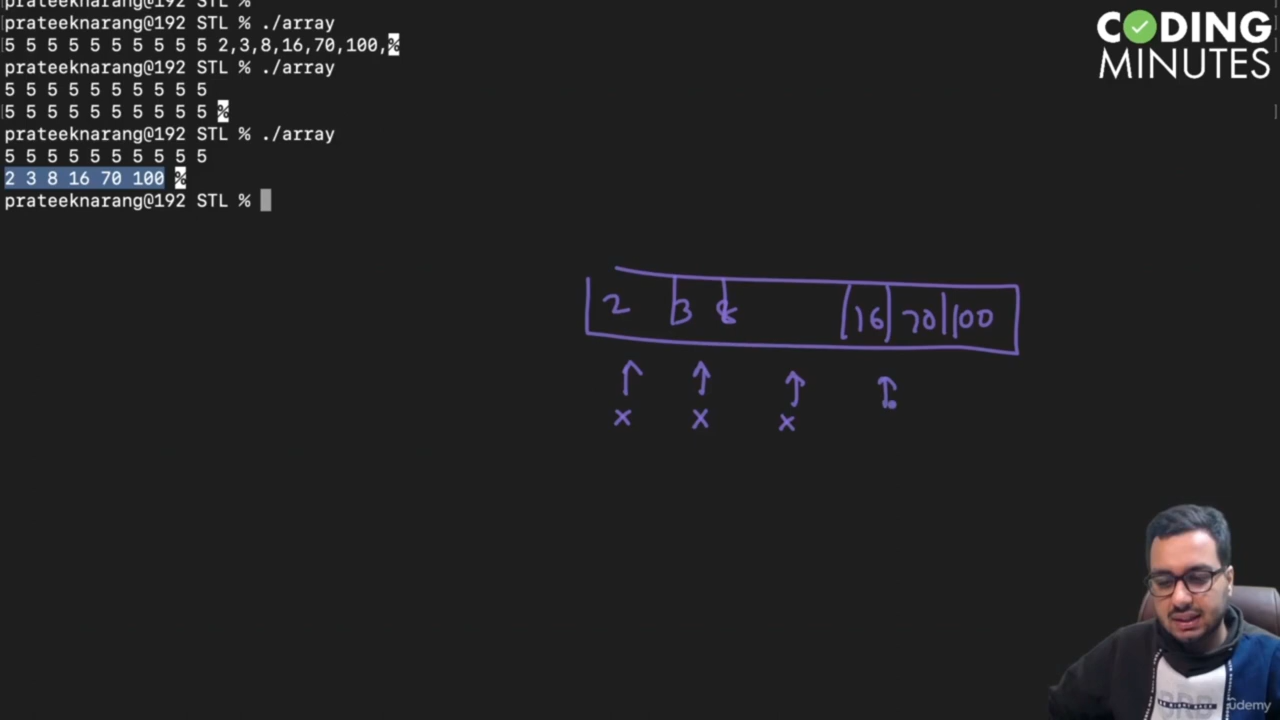 prateeknarang@192 STL %
prateeknarang@192 STL % ./array
5 5 5 5 5 5 5 5 5 5 2,3,8,16,70,100,%
prateeknarang@192 STL % ./array
5 5 5 5 5 5 5 5 5 5
5 5 5 5 5 5 5 5 5 5 %
prateeknarang@192 STL % ./array
5 5 5 5 5 5 5 5 5 5
2 3 8 16 70 100 %
prateeknarang@192 STL %
CODING
MINUTES
2 3 8 16 70 100
x x x
udemy